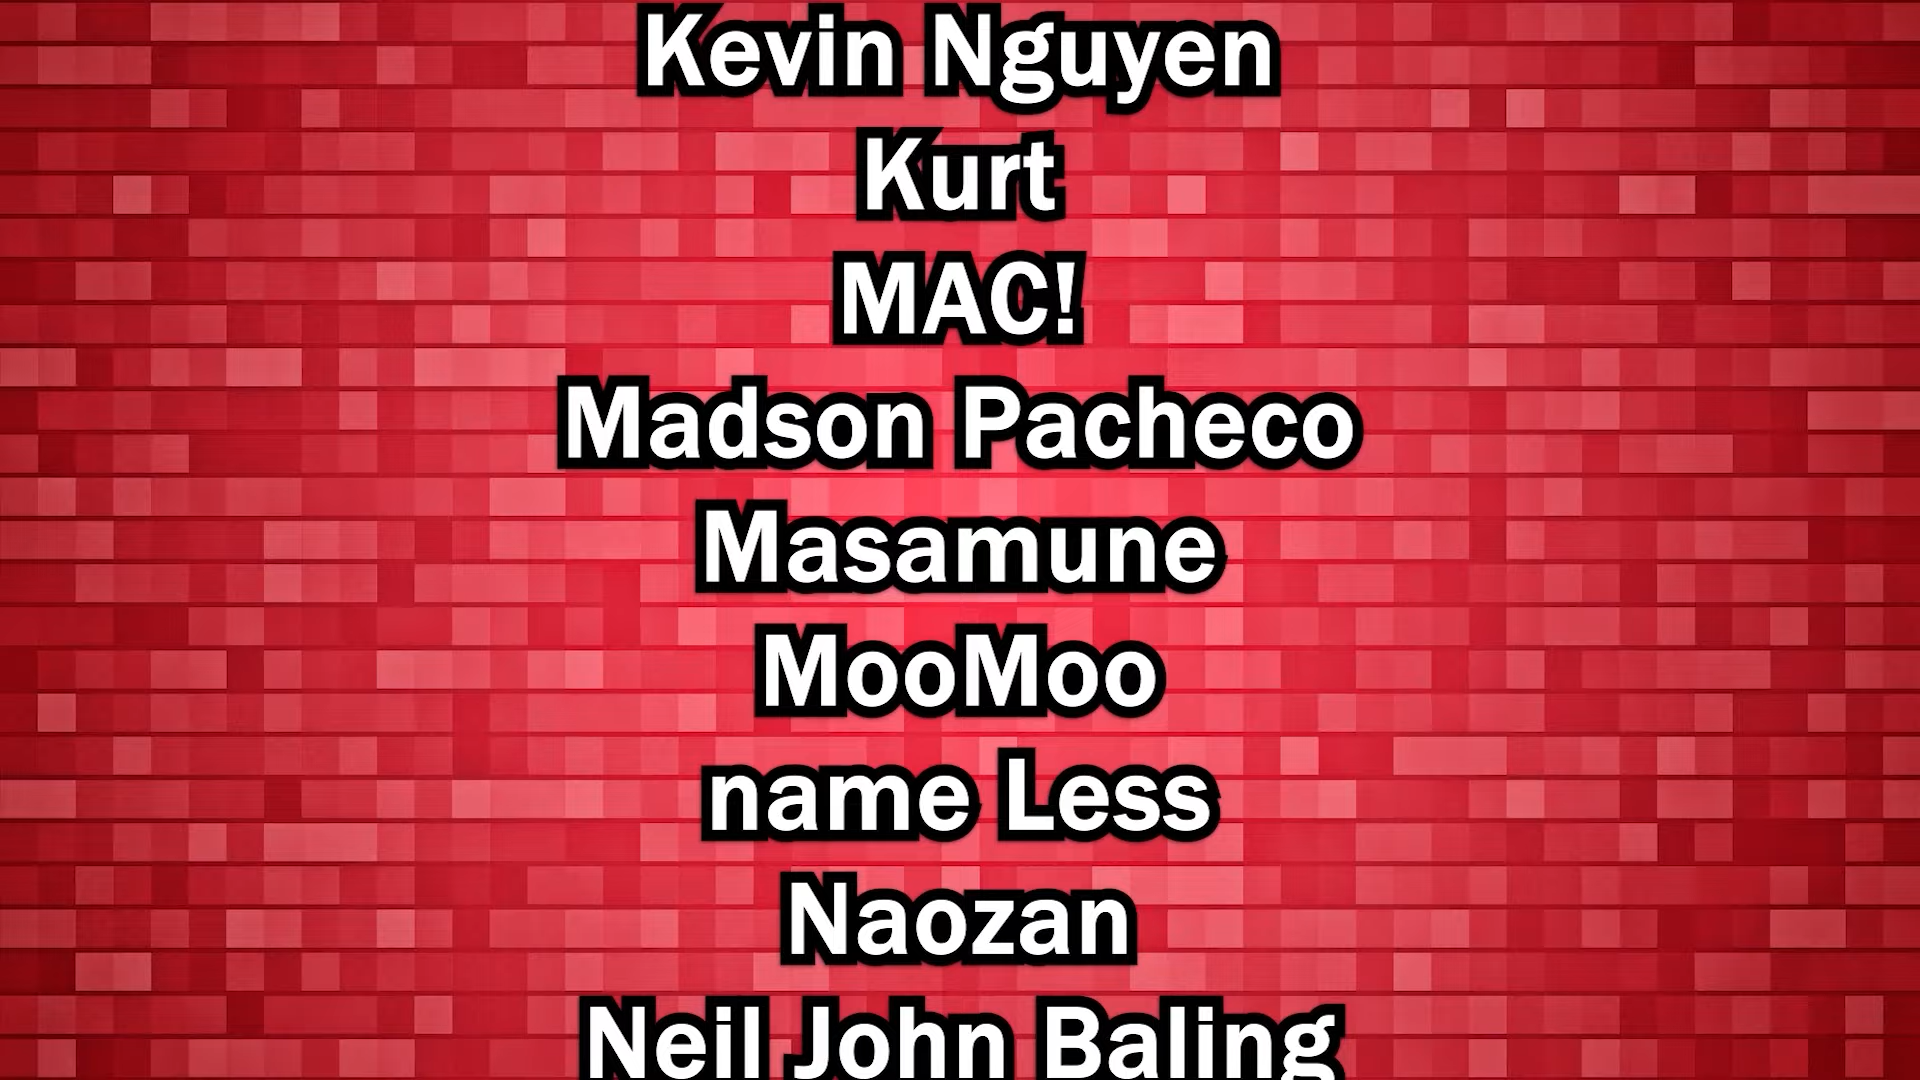 Kevin Nguyen
Kurt
MAC!
Madson Pacheco
Masamune
MooMoo
name Less
Naozan
Neil John Baling